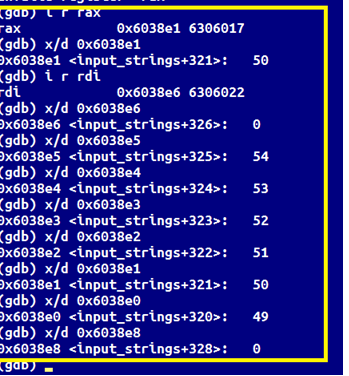 (gdb) i r rax
rax 0x6038e1 6306017
(gdb) x/d 0x6038e1
0x6038e1 <input_strings+321>: 50
(gdb) i r rdi
rdi 0x6038e6 6306022
(gdb) x/d 0x6038e6
0x6038e6 <input_strings+326>: 0
(gdb) x/d 0x6038e5
0x6038e5 <input_strings+325>: 54
(gdb) x/d 0x6038e4
0x6038e4 <input_strings+324>: 53
(gdb) x/d 0x6038e3
0x6038e3 <input_strings+323>: 52
(gdb) x/d 0x6038e2
0x6038e2 <input_strings+322>: 51
(gdb) x/d 0x6038e1
0x6038e1 <input_strings+321>: 50
(gdb) x/d 0x6038e0
0x6038e0 <input_strings+320>: 49
(gdb) x/d 0x6038e8
0x6038e8 <input_strings+328>: 0
(gdb)